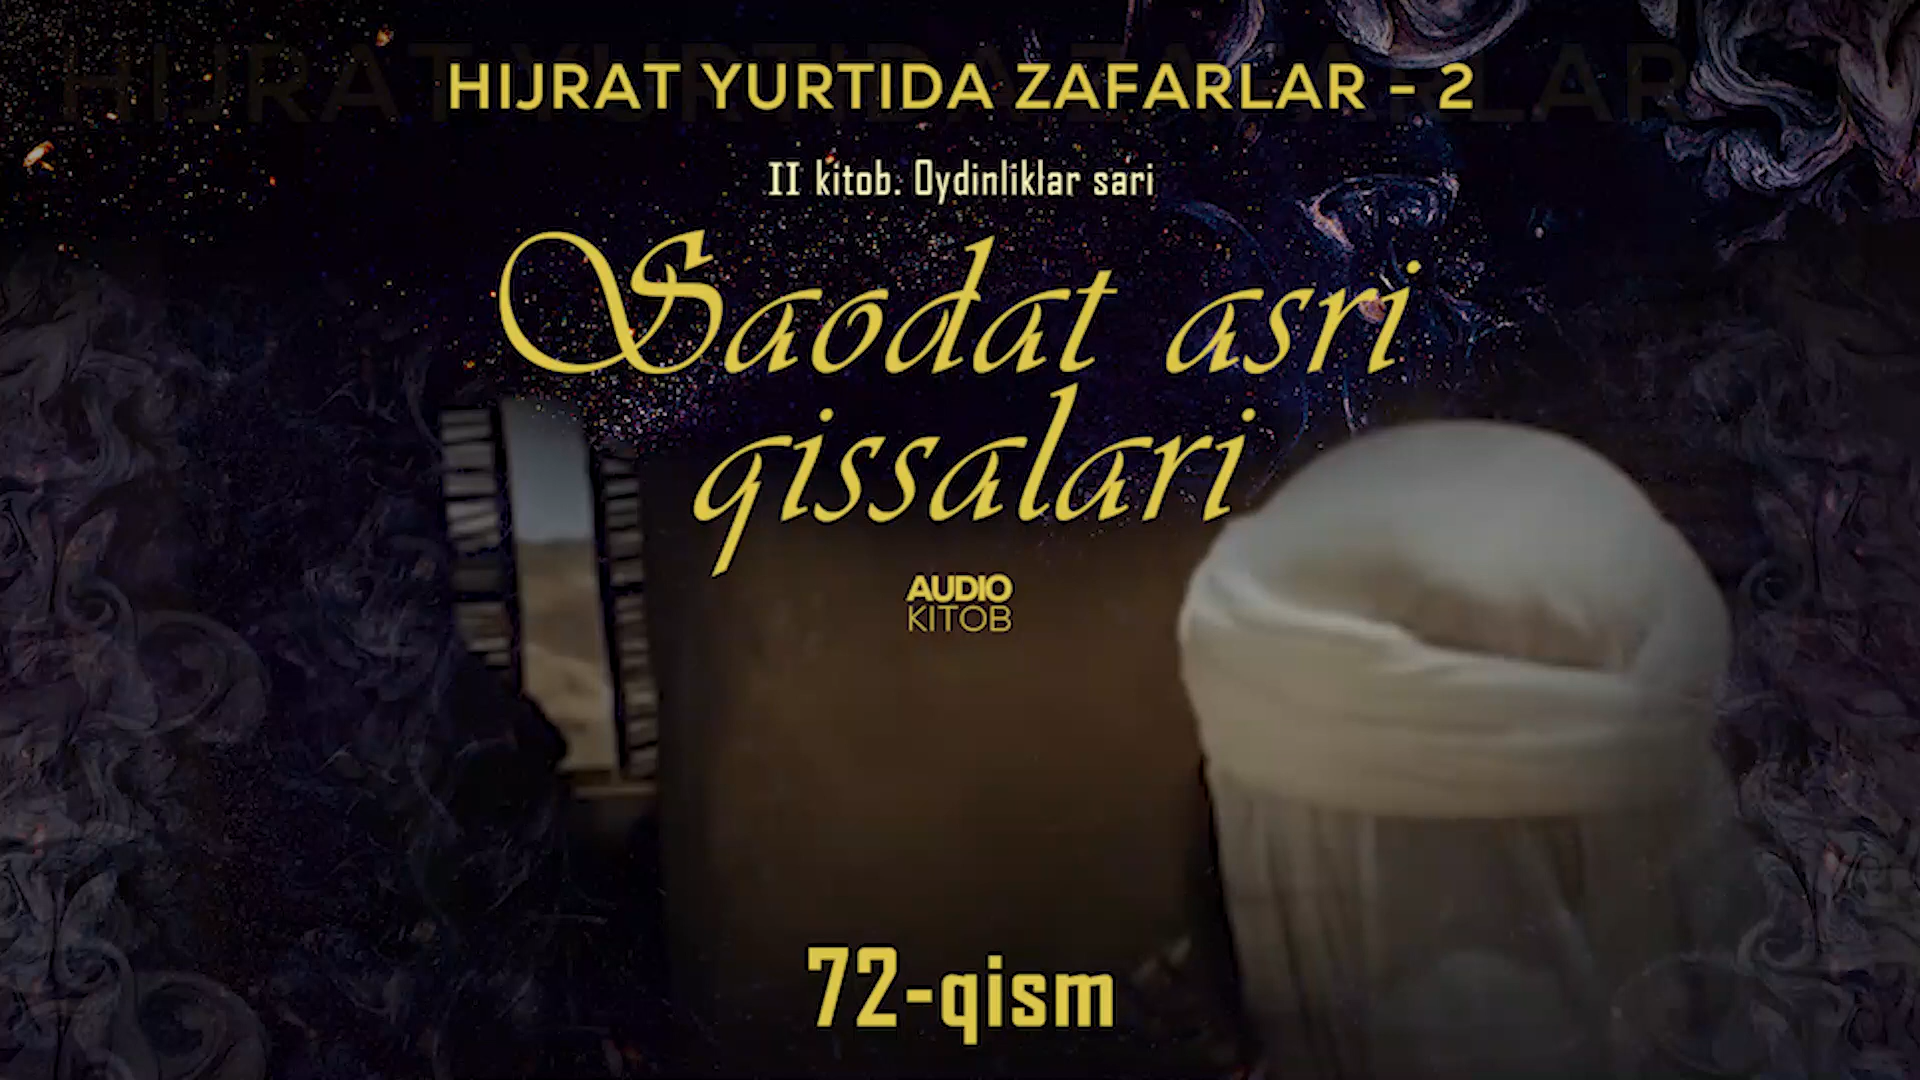 HIJRAT YURTIDA ZAFARLAR - 2
II kitob. Oydinliklar sari
Saodat asri
qissalari
AUDIO
KITOB
72-qism